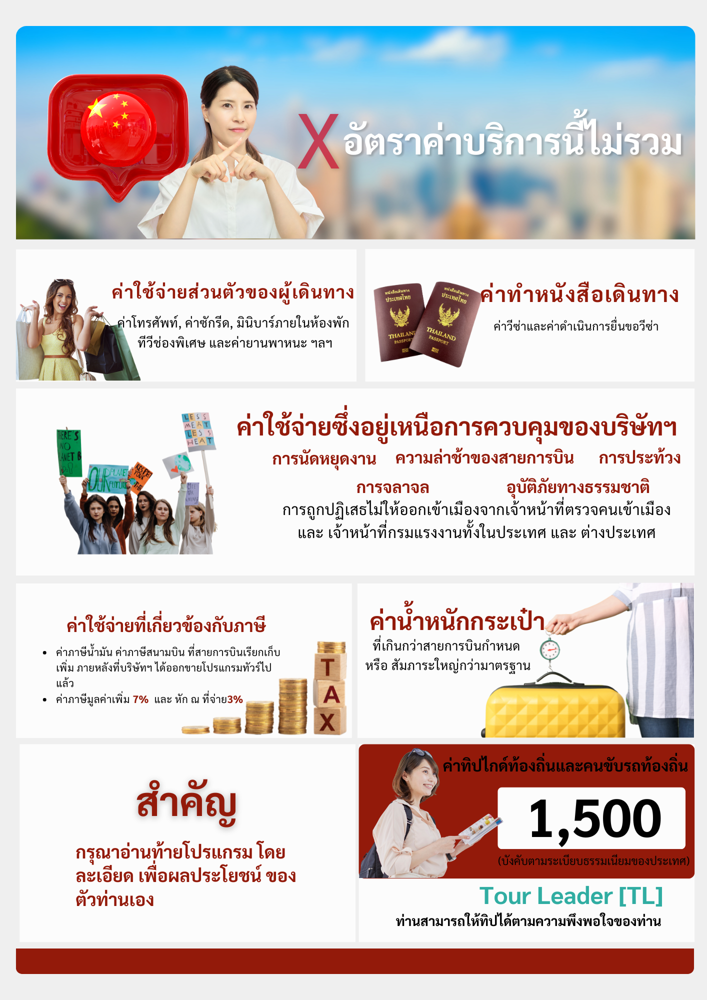 X อัตราค่าบริการนี้ไม่รวม
ค่าใช้จ่ายส่วนตัวของผู้เดินทาง
ค่าโทรศัพท์, ค่าซักรีด, มินิบาร์ภายในห้องพัก
ทีวีช่องพิเศษ และค่ายานพาหนะ ฯลฯ
หนังสือเดินทาง
ประเทศไทย
THAILAND
PASSPORT
หนังสือเดินทาง
ประเทศไทย
THAILAND
PASSPORT
ค่าทำหนังสือเดินทาง
ค่าวีซ่าและค่าดำเนินการยื่นขอวีซ่า
ค่าใช้จ่ายซึ่งอยู่เหนือการควบคุมของบริษัทฯ
การนัดหยุดงาน ความล่าช้าของสายการบิน การประท้วง
การจลาจล อุบัติภัยทางธรรมชาติ
การถูกปฏิเสธไม่ให้ออกเข้าเมืองจากเจ้าหน้าที่ตรวจคนเข้าเมือง
และ เจ้าหน้าที่กรมแรงงานทั้งในประเทศ และ ต่างประเทศ
LESS
MEAT
LESS
HEAT
THERE'S
NO
PLANET B
OUR PLANET
FUTURE
RESPECT
YOUR
ค่าใช้จ่ายที่เกี่ยวข้องกับภาษี
• ค่าภาษีน้ำมัน ค่าภาษีสนามบิน ที่สายการบินเรียกเก็บ
เพิ่ม ภายหลังที่บริษัทฯ ได้ออกขายโปรแกรมทัวร์ไป
แล้ว
• ค่าภาษีมูลค่าเพิ่ม 7% และ หัก ณ ที่จ่าย3%
T
A
X
ค่าน้ำหนักกระเป๋า
ที่เกินกว่าสายการบินกำหนด
หรือ สัมภาระใหญ่กว่ามาตรฐาน
สำคัญ
กรุณาอ่านท้ายโปรแกรม โดย
ละเอียด เพื่อผลประโยชน์ ของ
ตัวท่านเอง
ค่าทิปไกด์ท้องถิ่นและคนขับรถท้องถิ่น
1,500
(บังคับตามระเบียบธรรมเนียมของประเทศ)
Tour Leader [TL]
ท่านสามารถให้ทิปได้ตามความพึงพอใจของท่าน